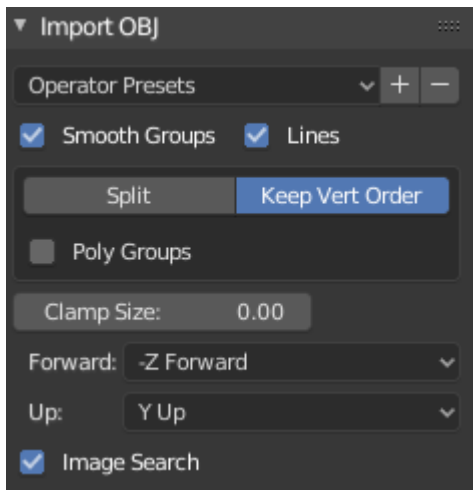 Import OBJ
Operator Presets
Smooth Groups Lines
Split Keep Vert Order
Poly Groups
Clamp Size: 0.00
Forward: -Z Forward
Up: Y Up
Image Search